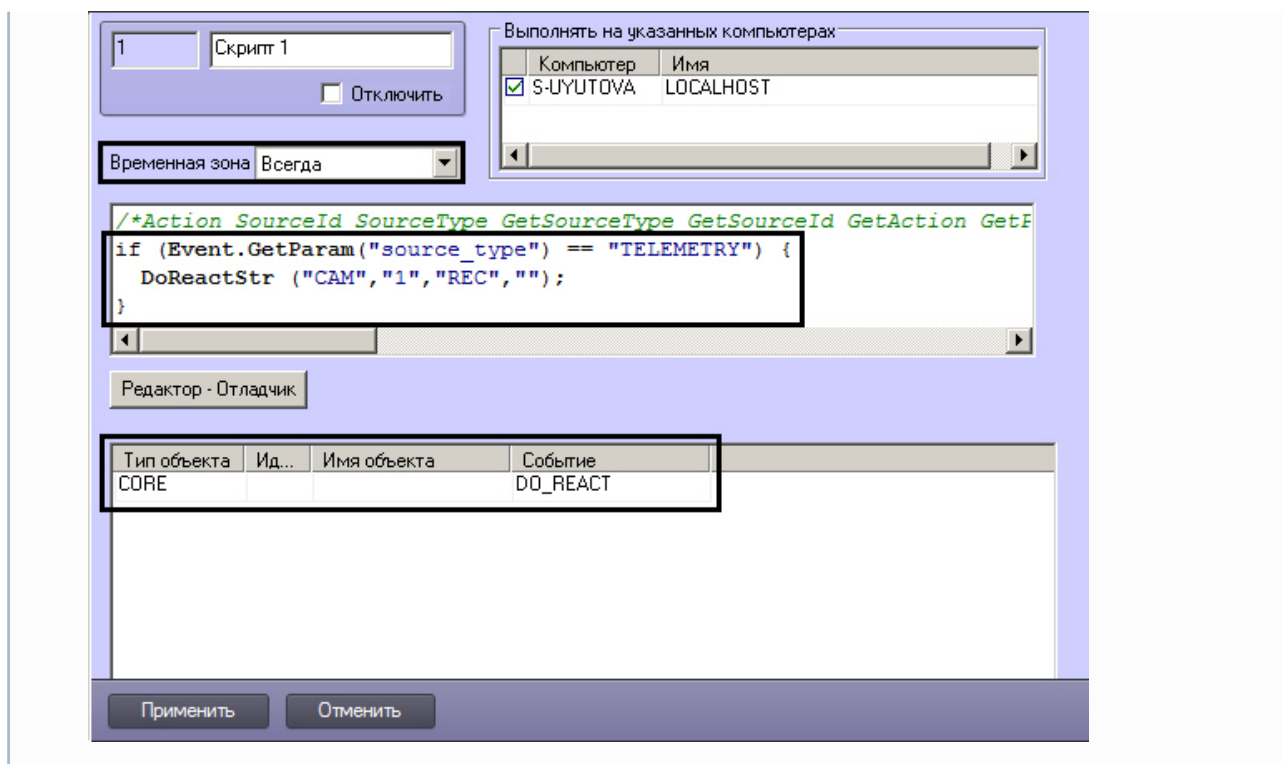 1 Скрипт 1
Отключить
Выполнять на указанных компьютерах
Компьютер Имя
S-UYUTOVA LOCALHOST
Временная зона Всегда
/*Action SourceId SourceType GetSourceType GetSourceId GetAction
if (Event.GetParam("source_type") == "TELEMETRY") {
DoReactStr ("CAM","1","REC","");
}
Редактор - Отладчик
Тип объекта Ид... Имя объекта Событие
CORE DO_REACT
Применить Отменить